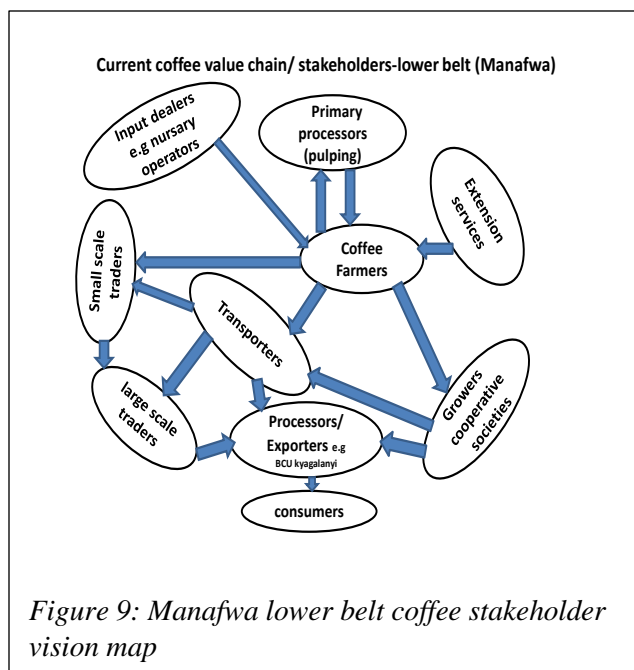 Current coffee value chain/ stakeholders-lower belt (Manafwa)
Input dealers
e.g nursary
operators
Primary
processors
(pulping)
Extension
services
Coffee
Farmers
Small scale
traders
Transporters
large scale
traders
Growers
cooperative
societies
Processors/
Exporters e.g
BCU kyagalanyi
consumers
Figure 9: Manafwa lower belt coffee stakeholder
vision map